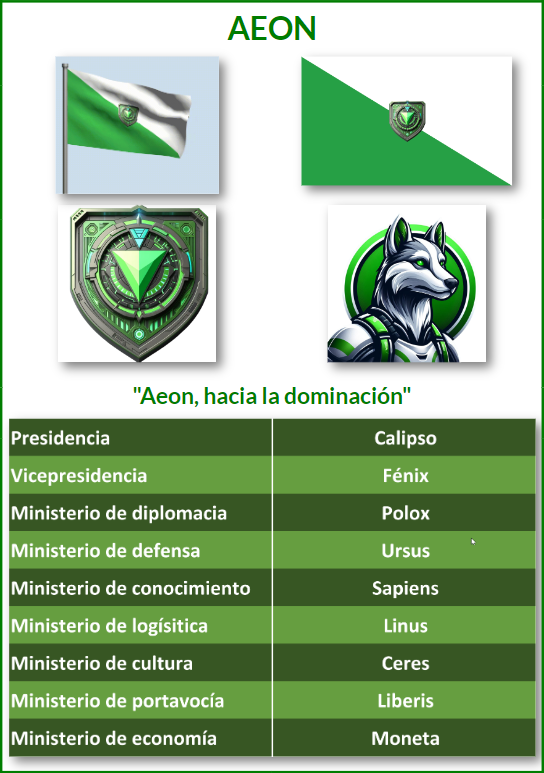 AEON
"Aeon, hacia la dominación"
Presidencia Calipso
Vicepresidencia Fénix
Ministerio de diplomacia Polox
Ministerio de defensa Ursus
Ministerio de conocimiento Sapiens
Ministerio de logísitica Linus
Ministerio de cultura Ceres
Ministerio de portavocía Liberis
Ministerio de economía Moneta